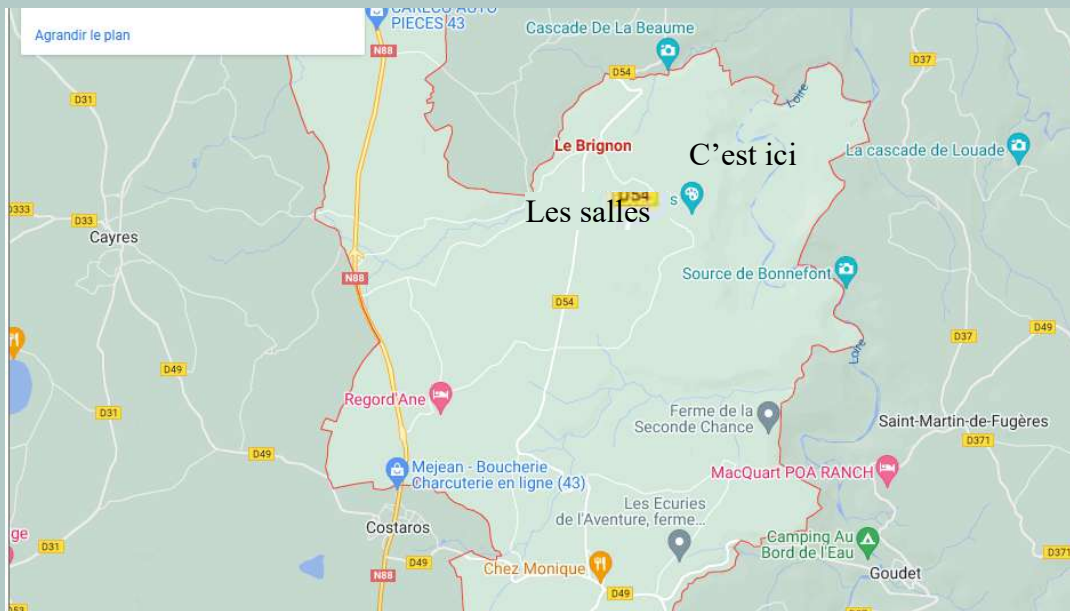 CARECO AUTO
PIÈCES 43
Agrandir le plan
N88
Cascade De La Beaume
D54
D37
D31
Loire
Le Brignon
C’est ici
La cascade de Louade
D54
s
Les salles
D333
D33
Cayres
N88
Source de Bonnefont
D54
D49
D37
Loire
D49
Regord'Ane
D31
Ferme de la
Seconde Chance
Saint-Martin-de-Fugères
D371
D49
Mejean - Boucherie
Charcuterie en ligne (43)
MacQuart POA RANCH
Les Ecuries
de l'Aventure, ferme...
Costaros
ge
D31
Camping Au
Bord de l'Eau
D371
D49
Chez Monique
N88
Goudet
D49
D53